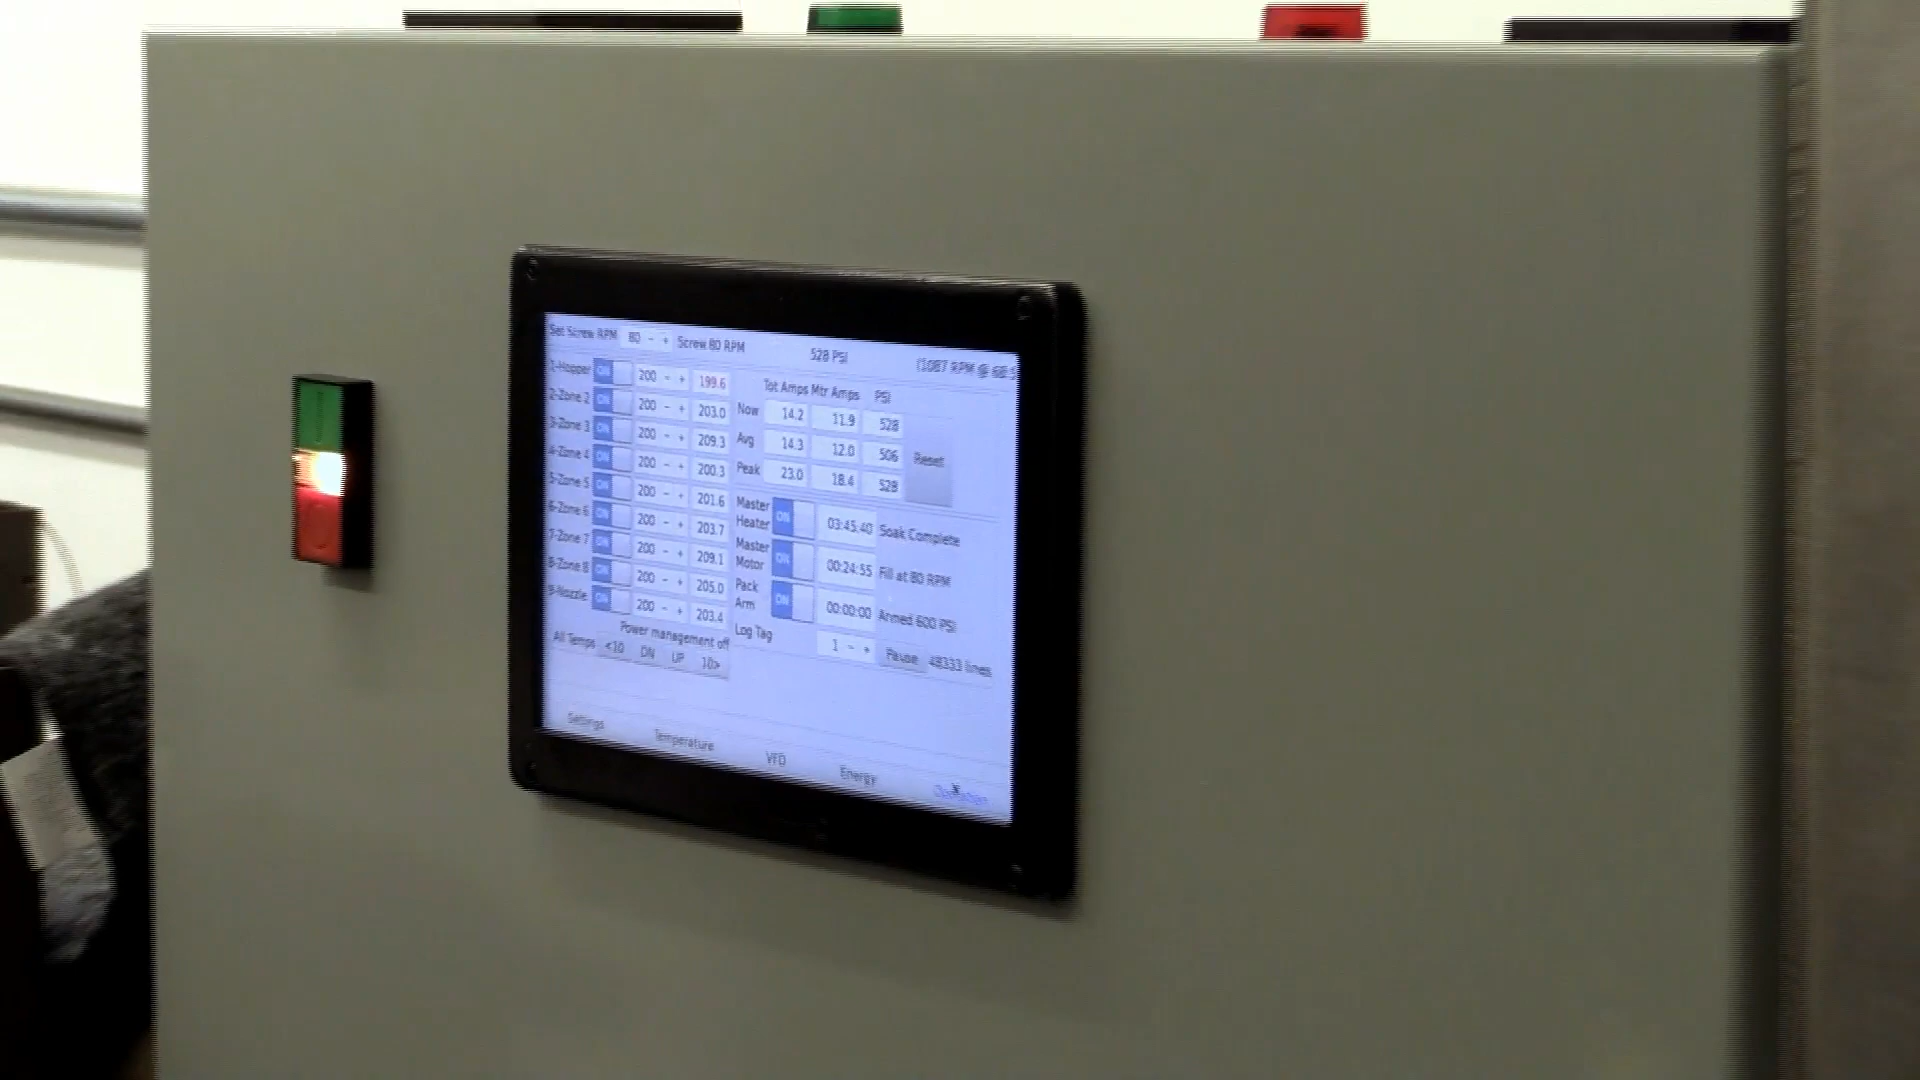 Set Screw RPM 80 - + Screw 80 RPM 528 PSI (1087 RPM @ 68.5
1-Hopper ON 200 - + 199.6
2-Zone 2 ON 200 - + 203.0
3-Zone 3 ON 200 - + 209.3
4-Zone 4 ON 200 - + 200.3
5-Zone 5 ON 200 - + 201.6
6-Zone 6 ON 200 - + 203.7
7-Zone 7 ON 200 - + 209.1
8-Zone 8 ON 200 - + 205.0
9-Nozzle ON 200 - + 203.4
Power management off
All Temps <10 DN UP 10>
Tot Amps Mtr Amps PSI
Now 14.2 11.9 528
Avg 14.3 12.0 506 Reset
Peak 23.0 18.4 528
Master Heater ON 03:45:40 Soak Complete
Master Motor ON 00:24:55 Fill at 80 RPM
Pack Arm ON 00:00:00 Armed 600 PSI
Log Tag 1 - + Pause 48333 lines
Settings Temperature VFD Energy